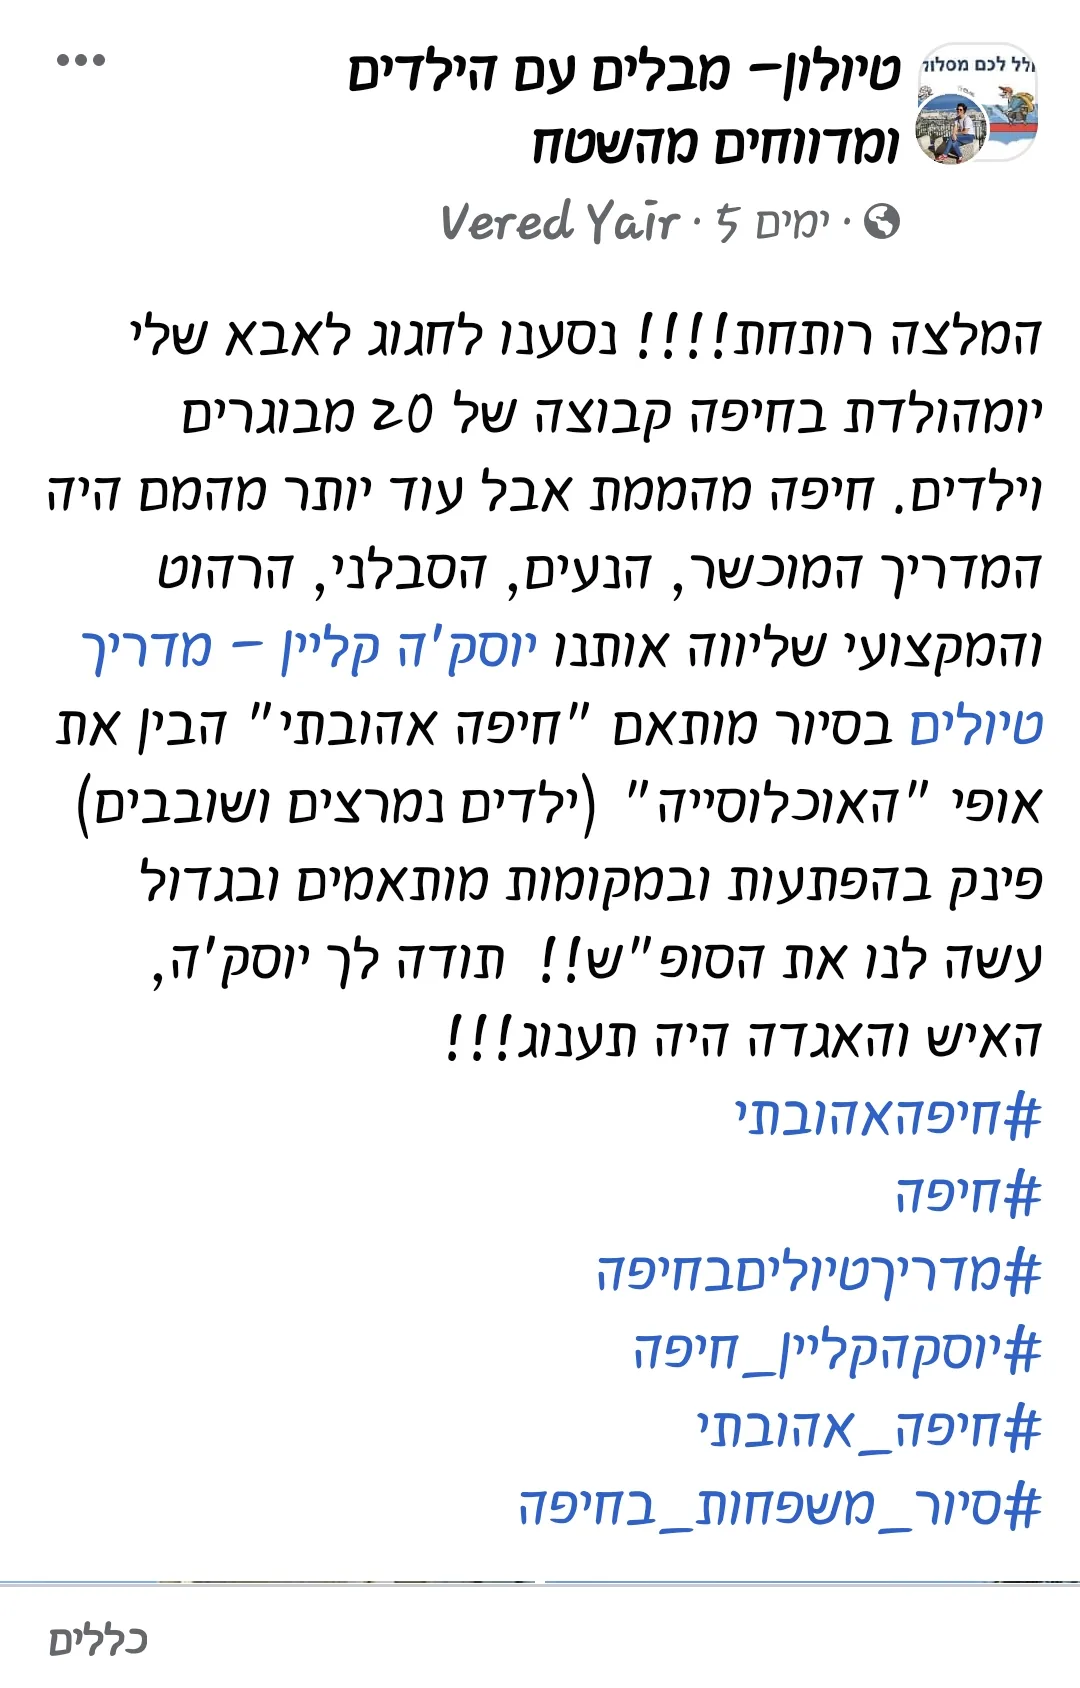 טיולון- מבלים עם הילדים
ומדווחים מהשטח
Vered Yair · 5 ימים ·
המלצה רותחת!!!! נסענו לחגוג לאבא שלי
יומהולדת בחיפה קבוצה של 20 מבוגרים
וילדים. חיפה מהממת אבל עוד יותר מהמם היה
המדריך המוכשר, הנעים, הסבלני, הרהוט
והמקצועי שליווה אותנו יוסק'ה קליין - מדריך
טיולים בסיור מותאם "חיפה אהובתי" הבין את
אופי "האוכלוסייה" (ילדים נמרצים ושובבים)
פינק בהפתעות ובמקומות מותאמים ובגדול
עשה לנו את הסופ"ש!! תודה לך יוסק'ה,
האיש והאגדה היה תענוג!!!
#חיפהאהובתי
#חיפה
#מדריךטיוליםבחיפה
#יוסקהקליין_חיפה
#חיפה_אהובתי
#סיור_משפחות_בחיפה
כללים